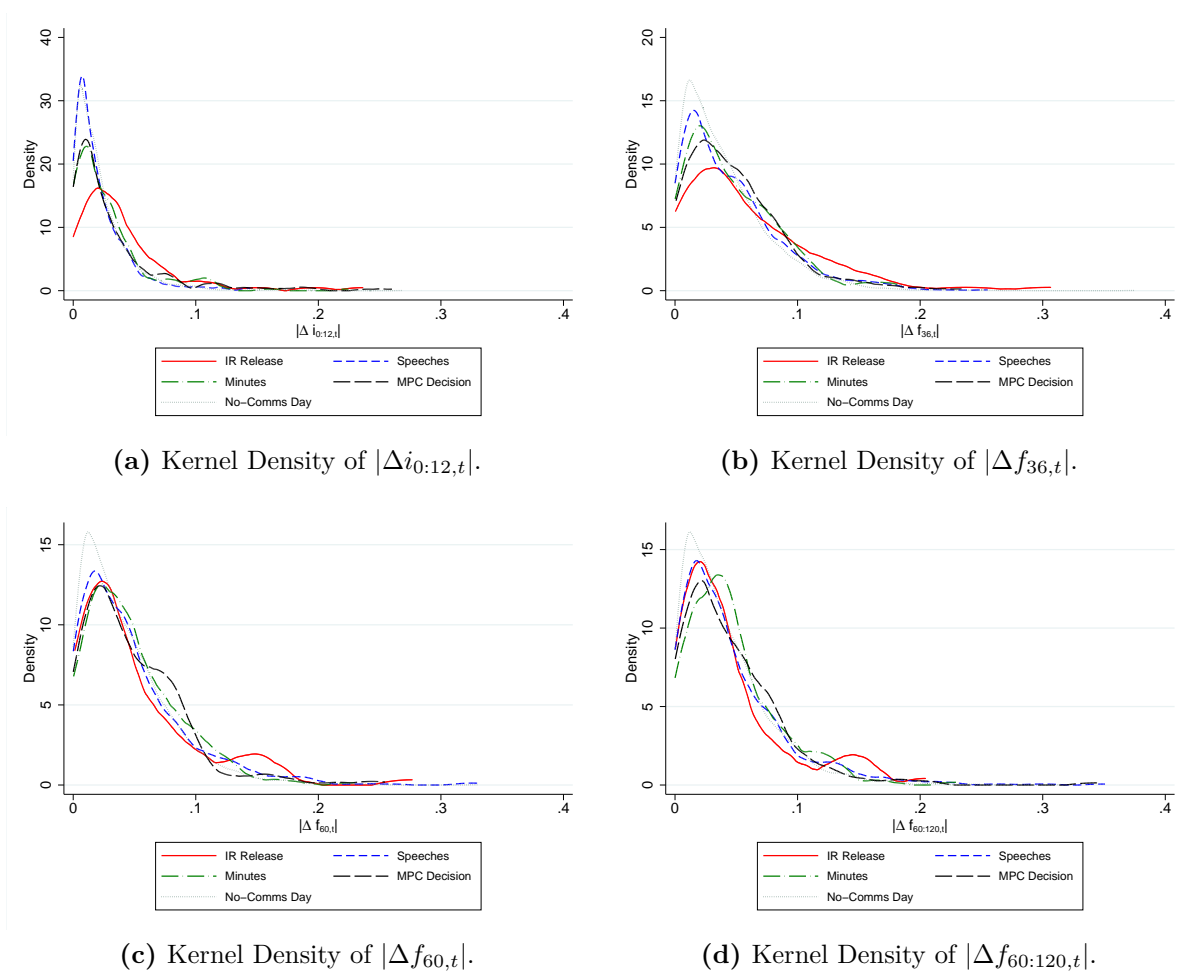 40
30
20
10
0
Density
0 .1 .2 .3 .4
|Δ i0:12,t|
IR Release Speeches
Minutes MPC Decision
No−Comms Day
(a) Kernel Density of |Δi0:12,t|.
20
15
10
5
0
Density
0 .1 .2 .3 .4
|Δ f36,t|
IR Release Speeches
Minutes MPC Decision
No−Comms Day
(b) Kernel Density of |Δf36,t|.
15
10
5
0
Density
0 .1 .2 .3 .4
|Δ f60,t|
IR Release Speeches
Minutes MPC Decision
No−Comms Day
(c) Kernel Density of |Δf60,t|.
15
10
5
0
Density
0 .1 .2 .3 .4
|Δ f60:120,t|
IR Release Speeches
Minutes MPC Decision
No−Comms Day
(d) Kernel Density of |Δf60:120,t|.